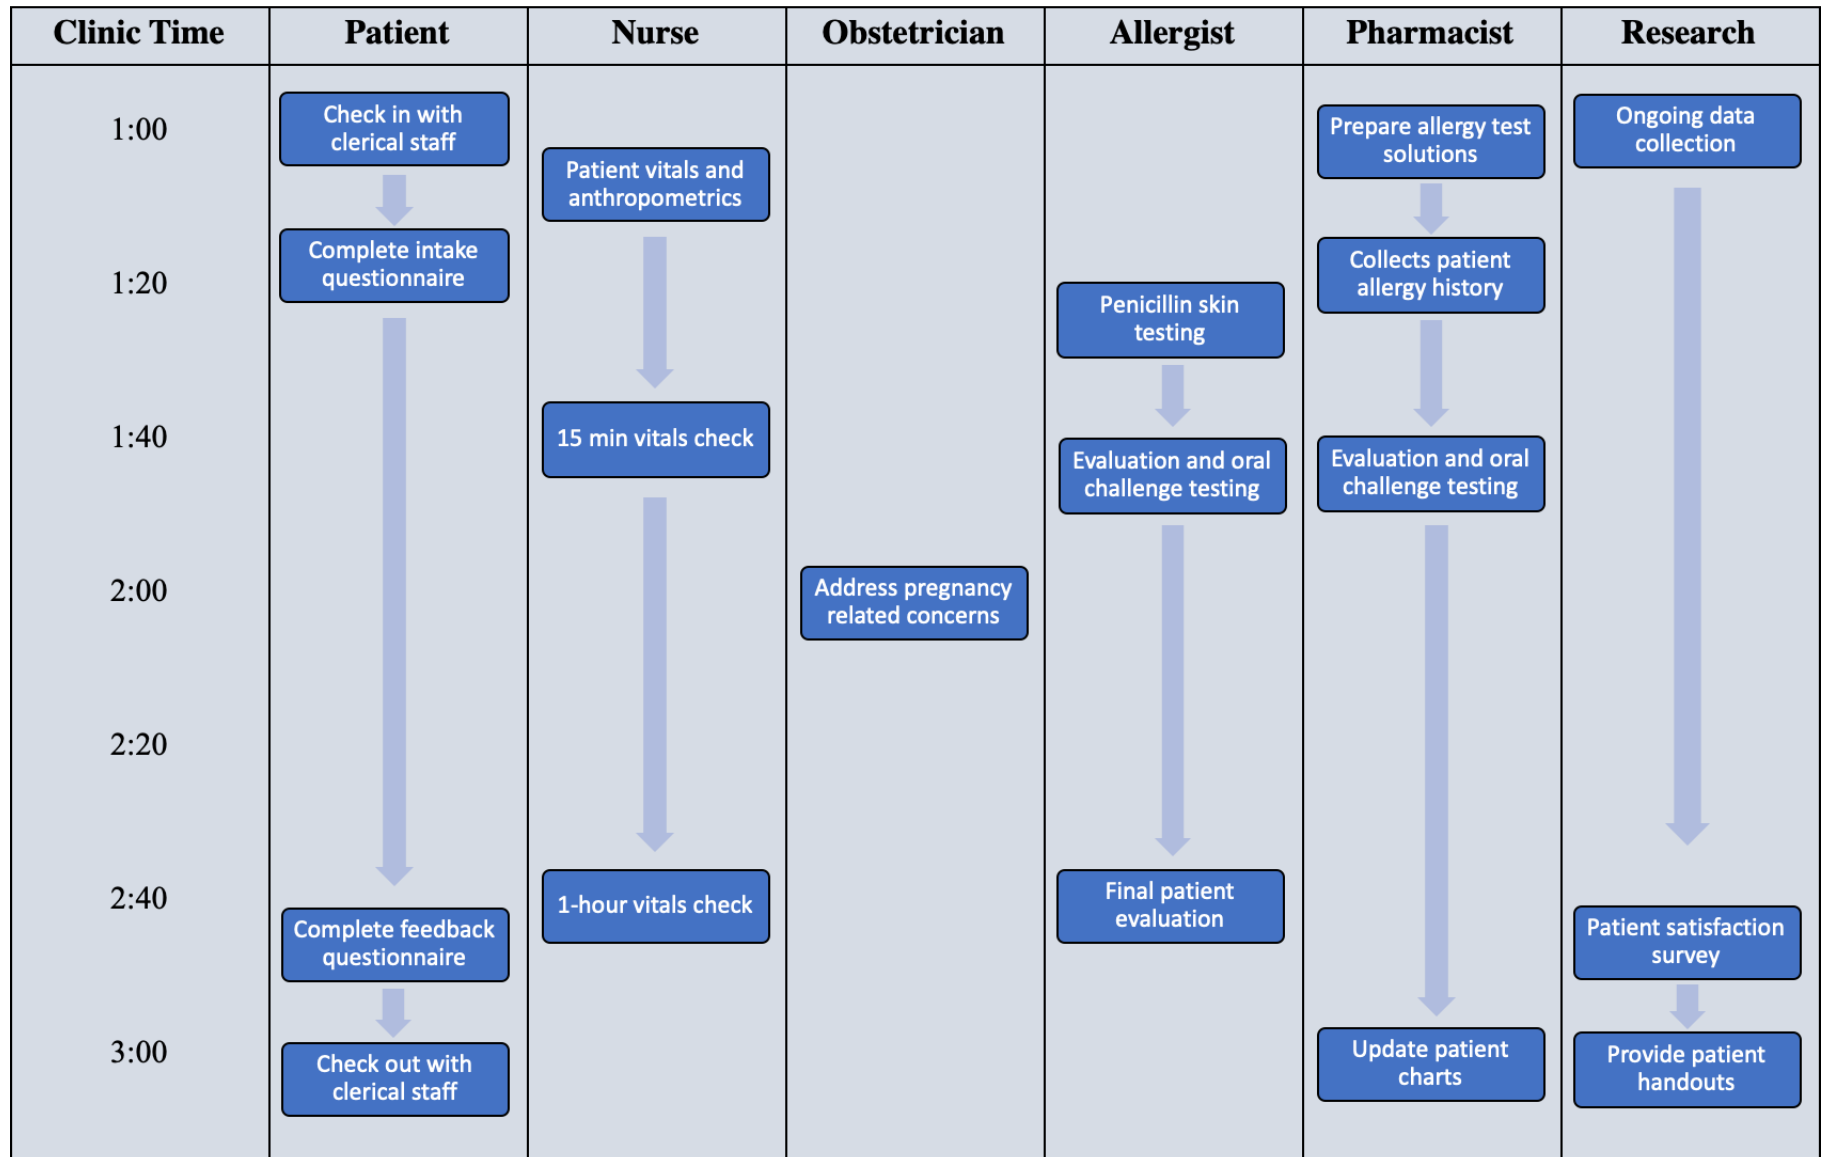 Clinic Time
Patient
Nurse
Obstetrician
Allergist
Pharmacist
Research
1:00
Check in with
clerical staff
Prepare allergy test
solutions
Ongoing data
collection
Patient vitals and
anthropometrics
1:20
Complete intake
questionnaire
Collects patient
allergy history
Penicillin skin
testing
1:40
15 min vitals check
Evaluation and oral
challenge testing
Evaluation and oral
challenge testing
2:00
Address pregnancy
related concerns
2:20
2:40
1-hour vitals check
Final patient
evaluation
Complete feedback
questionnaire
Patient satisfaction
survey
3:00
Check out with
clerical staff
Update patient
charts
Provide patient
handouts